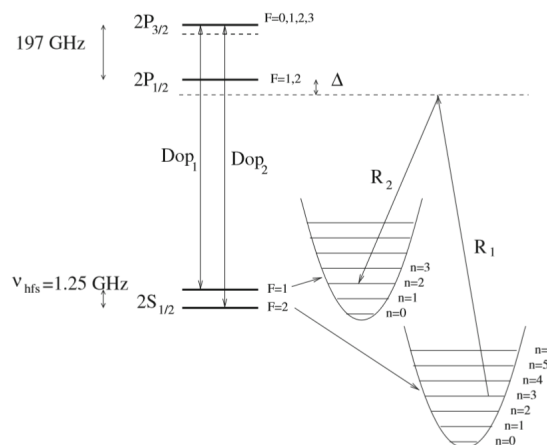 2P3/2
F=0,1,2,3
197 GHz
2P1/2
F=1,2
Δ
Dop1
Dop2
R2
R1
n=3
n=2
n=1
n=0
νhfs=1.25 GHz
F=1
2S1/2
F=2
n=
n=5
n=4
n=3
n=2
n=1
n=0